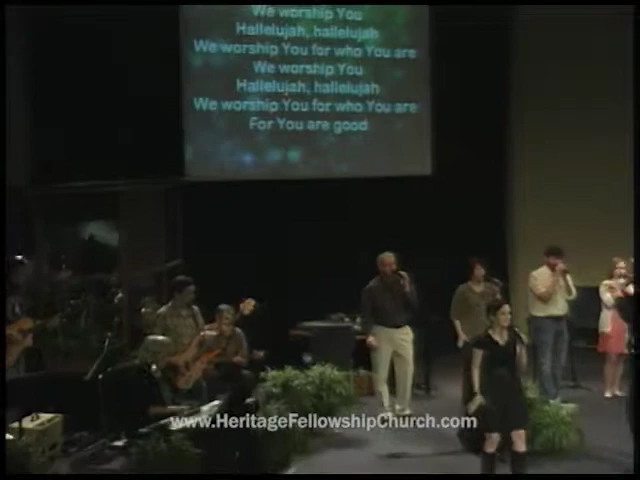 We worship You
Hallelujah, hallelujah
We worship You for who You are
We worship You
Hallelujah, hallelujah
We worship You for who You are
For You are good
www.HeritageFellowshipChurch.com